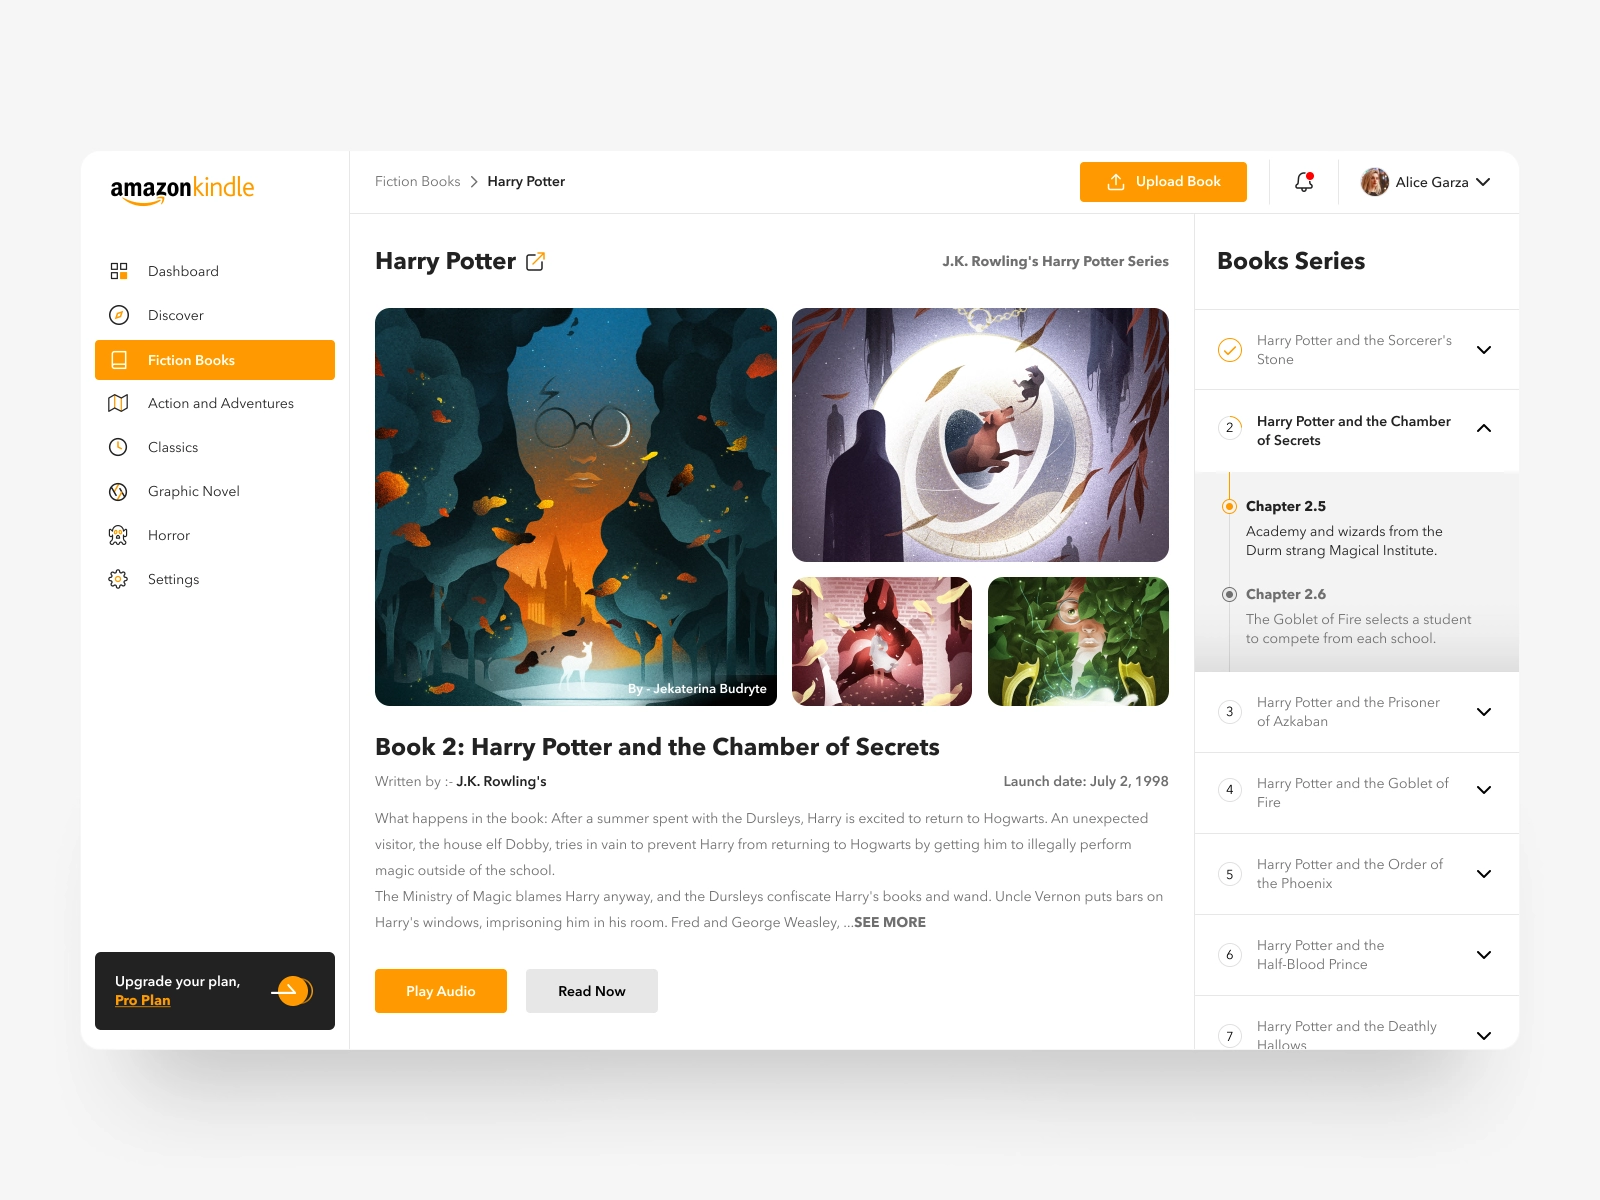 amazonkindle
Dashboard
Discover
Fiction Books
Action and Adventures
Classics
Graphic Novel
Horror
Settings
Upgrade your plan,
Pro Plan
Fiction Books > Harry Potter
Upload Book
Alice Garza
Harry Potter
J.K. Rowling's Harry Potter Series
By - Jekaterina Budryte
Book 2: Harry Potter and the Chamber of Secrets
Written by :- J.K. Rowling's
Launch date: July 2, 1998
What happens in the book: After a summer spent with the Dursleys, Harry is excited to return to Hogwarts. An unexpected
visitor, the house elf Dobby, tries in vain to prevent Harry from returning to Hogwarts by getting him to illegally perform
magic outside of the school.
The Ministry of Magic blames Harry anyway, and the Dursleys confiscate Harry's books and wand. Uncle Vernon puts bars on
Harry's windows, imprisoning him in his room. Fred and George Weasley, ...SEE MORE
Play Audio
Read Now
Books Series
Harry Potter and the Sorcerer's
Stone
2
Harry Potter and the Chamber
of Secrets
Chapter 2.5
Academy and wizards from the
Durm strang Magical Institute.
Chapter 2.6
The Goblet of Fire selects a student
to compete from each school.
3
Harry Potter and the Prisoner
of Azkaban
4
Harry Potter and the Goblet of
Fire
5
Harry Potter and the Order of
the Phoenix
6
Harry Potter and the
Half-Blood Prince
7
Harry Potter and the Deathly
Hallows